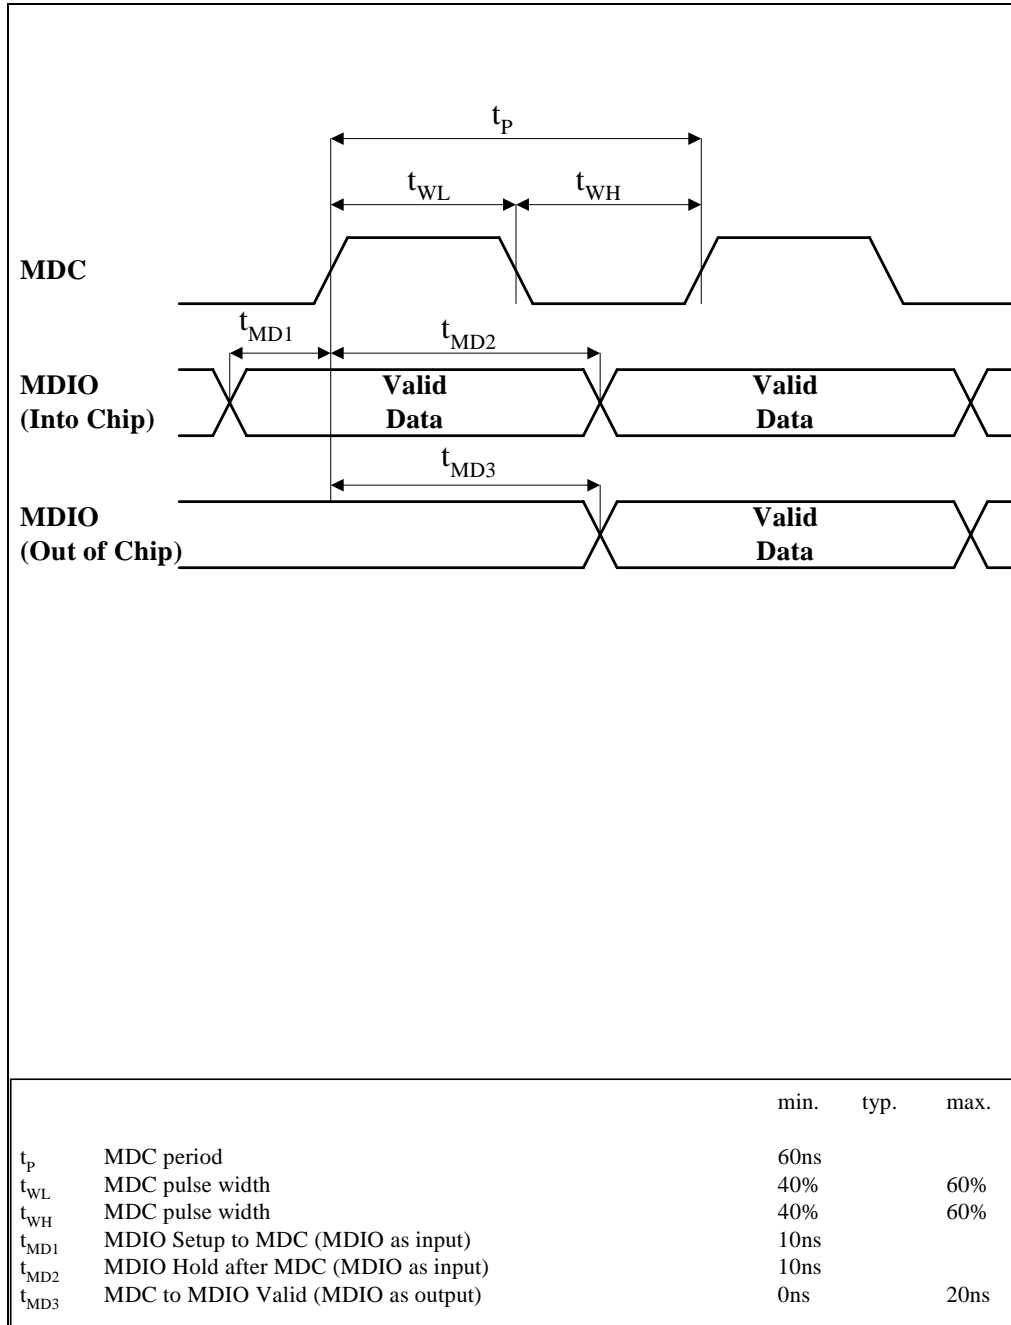 t_P
t_WL t_WH
MDC
t_MD1 t_MD2
MDIO Valid Valid
(Into Chip) Data Data
t_MD3
MDIO Valid
(Out of Chip) Data
min. typ. max.
t_P MDC period 60ns
t_WL MDC pulse width 40% 60%
t_WH MDC pulse width 40% 60%
t_MD1 MDIO Setup to MDC (MDIO as input) 10ns
t_MD2 MDIO Hold after MDC (MDIO as input) 10ns
t_MD3 MDC to MDIO Valid (MDIO as output) 0ns 20ns